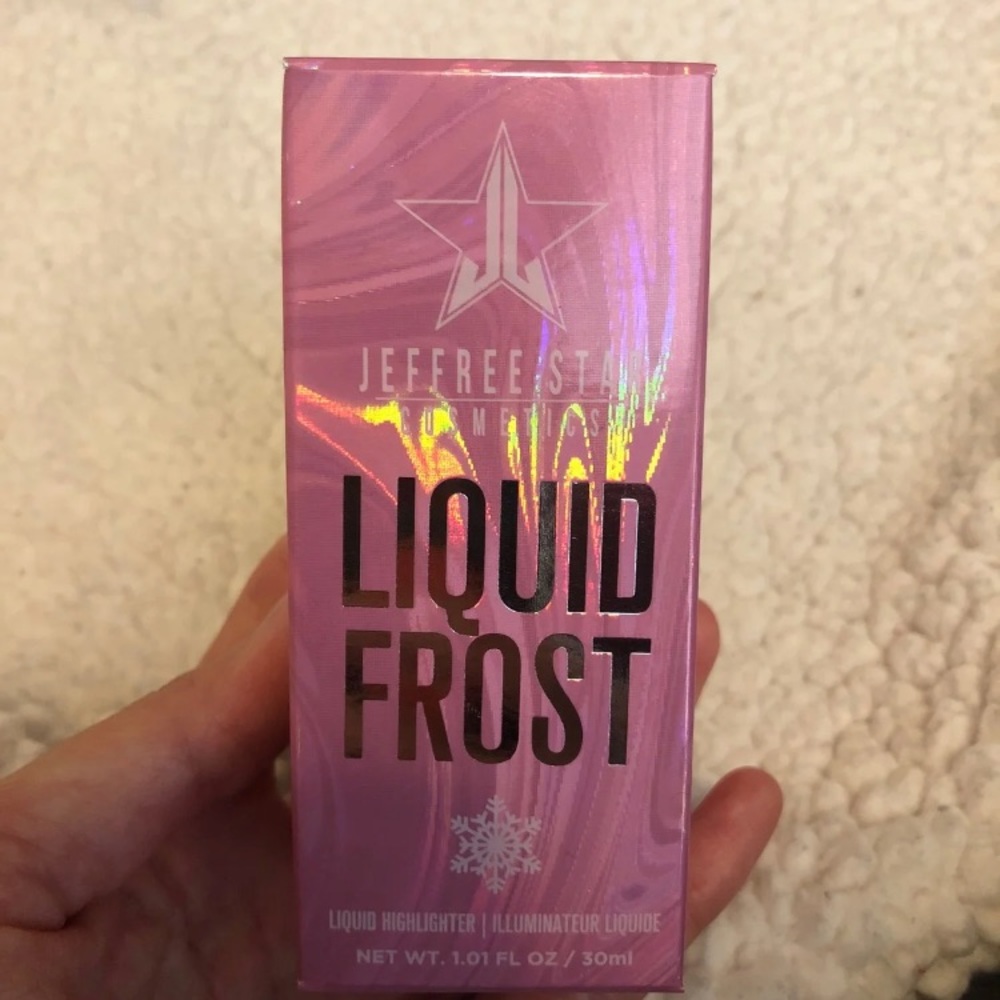 JEFFREE STAR
COSMETICS
LIQUID
FROST
LIQUID HIGHLIGHTER | ILLUMINATEUR LIQUIDE
NET WT. 1.01 FL OZ / 30ml